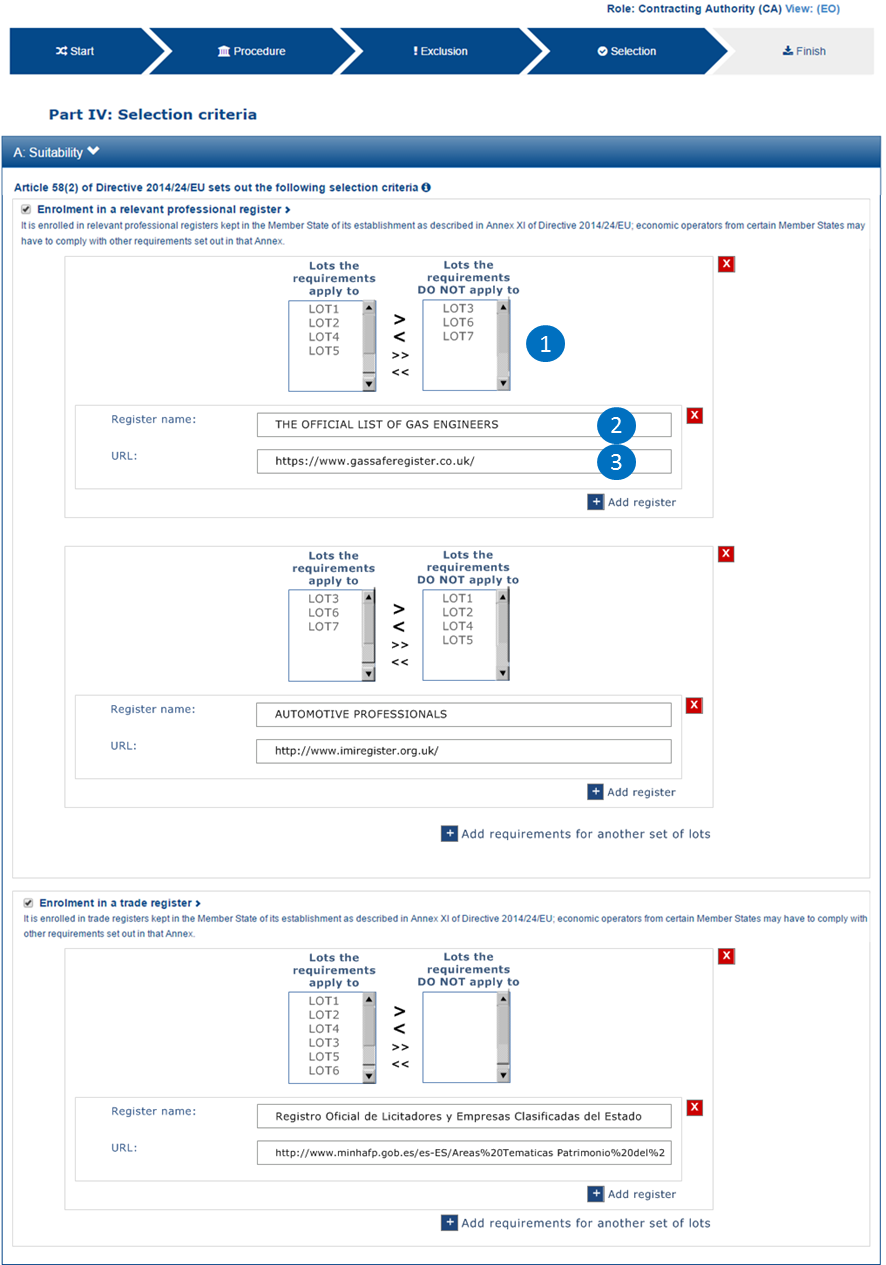 Role: Contracting Authority (CA) View: (EO)
Start
Procedure
Exclusion
Selection
Finish
Part IV: Selection criteria
A: Suitability
Article 58(2) of Directive 2014/24/EU sets out the following selection criteria
Enrolment in a relevant professional register >
It is enrolled in relevant professional registers kept in the Member State of its establishment as described in Annex XI of Directive 2014/24/EU; economic operators from certain Member States may
have to comply with other requirements set out in that Annex.
Lots the
requirements
apply to
LOT1
LOT2
LOT4
LOT5
>
<
>>
<<
Lots the
requirements
DO NOT apply to
LOT3
LOT6
LOT7
X
1
Register name:
THE OFFICIAL LIST OF GAS ENGINEERS
2
X
URL:
https://www.gassaferegister.co.uk/
3
+ Add register
Lots the
requirements
apply to
LOT3
LOT6
LOT7
>
<
>>
<<
Lots the
requirements
DO NOT apply to
LOT1
LOT2
LOT4
LOT5
X
Register name:
AUTOMOTIVE PROFESSIONALS
X
URL:
http://www.imiregister.org.uk/
+ Add register
+ Add requirements for another set of lots
Enrolment in a trade register >
It is enrolled in trade registers kept in the Member State of its establishment as described in Annex XI of Directive 2014/24/EU; economic operators from certain Member States may have to comply with
other requirements set out in that Annex.
Lots the
requirements
apply to
LOT1
LOT2
LOT4
LOT3
LOT5
LOT6
>
<
>>
<<
Lots the
requirements
DO NOT apply to
X
Register name:
Registro Oficial de Licitadores y Empresas Clasificadas del Estado
X
URL:
http://www.minhafp.gob.es/es-ES/Areas%20Tematicas Patrimonio%20del%2
+ Add register
+ Add requirements for another set of lots